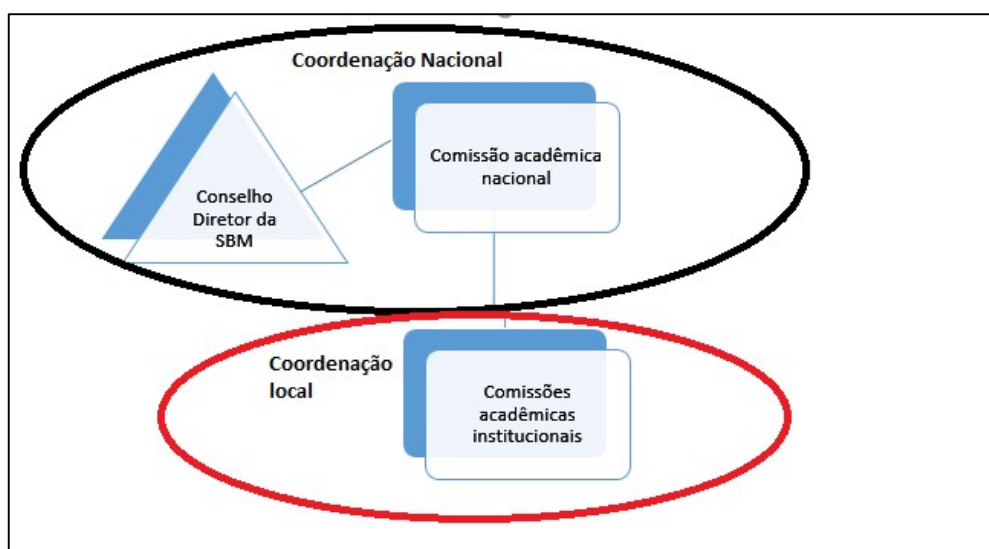 Coordenação Nacional
Comissão acadêmica
nacional
Conselho
Diretor da
SBM
Coordenação
local
Comissões
acadêmicas
institucionais